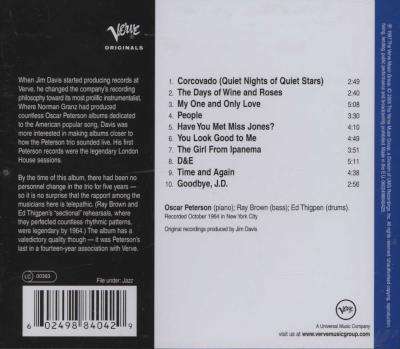 Verve
ORIGINALS
When Jim Davis started producing records at
Verve, he changed the company's recording
philosophy toward its most prolific instrumentalist.
Where Norman Granz had produced
countless Oscar Peterson albums dedicated
to the American popular song, Davis was
more interested in making albums closer to
how the Peterson trio sounded live. His first
Peterson records were the legendary London
House sessions.
By the time of this album, there had been no
personnel change in the trio for five years —
so it is no surprise that the rapport among the
musicians here is telepathic. (Ray Brown and
Ed Thigpen's "sectional" rehearsals, where
they perfected countless rhythmic patterns,
were legendary by 1964.) The album has a
valedictory quality though — it was Peterson's
last in a fourteen-year association with Verve.
1. Corcovado (Quiet Nights of Quiet Stars) 2:49
2. The Days of Wine and Roses 2:45
3. My One and Only Love 5:08
4. People 3:31
5. Have You Met Miss Jones? 4:10
6. You Look Good to Me 4:49
7. The Girl From Ipanema 3:51
8. D&E 5:11
9. Time and Again 4:40
10. Goodbye, J.D. 2:56
Oscar Peterson (piano); Ray Brown (bass); Ed Thigpen (drums).
Recorded October 1964 in New York City
Original recordings produced by Jim Davis.
LC 00383
File under: Jazz
6 02498 84042 9
Verve
A Universal Music Company
visit us at www.vervemusicgroup.com